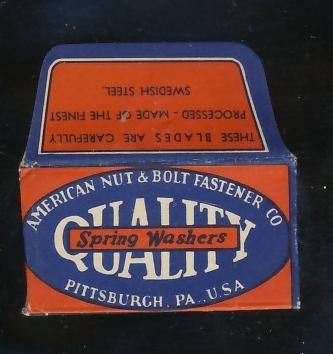 THESE BLADES ARE CAREFULLY
PROCESSED - MADE OF THE FINEST
SWEDISH STEEL.
AMERICAN NUT & BOLT FASTENER CO
QUALITY
Spring Washers
PITTSBURGH, PA., U.S.A